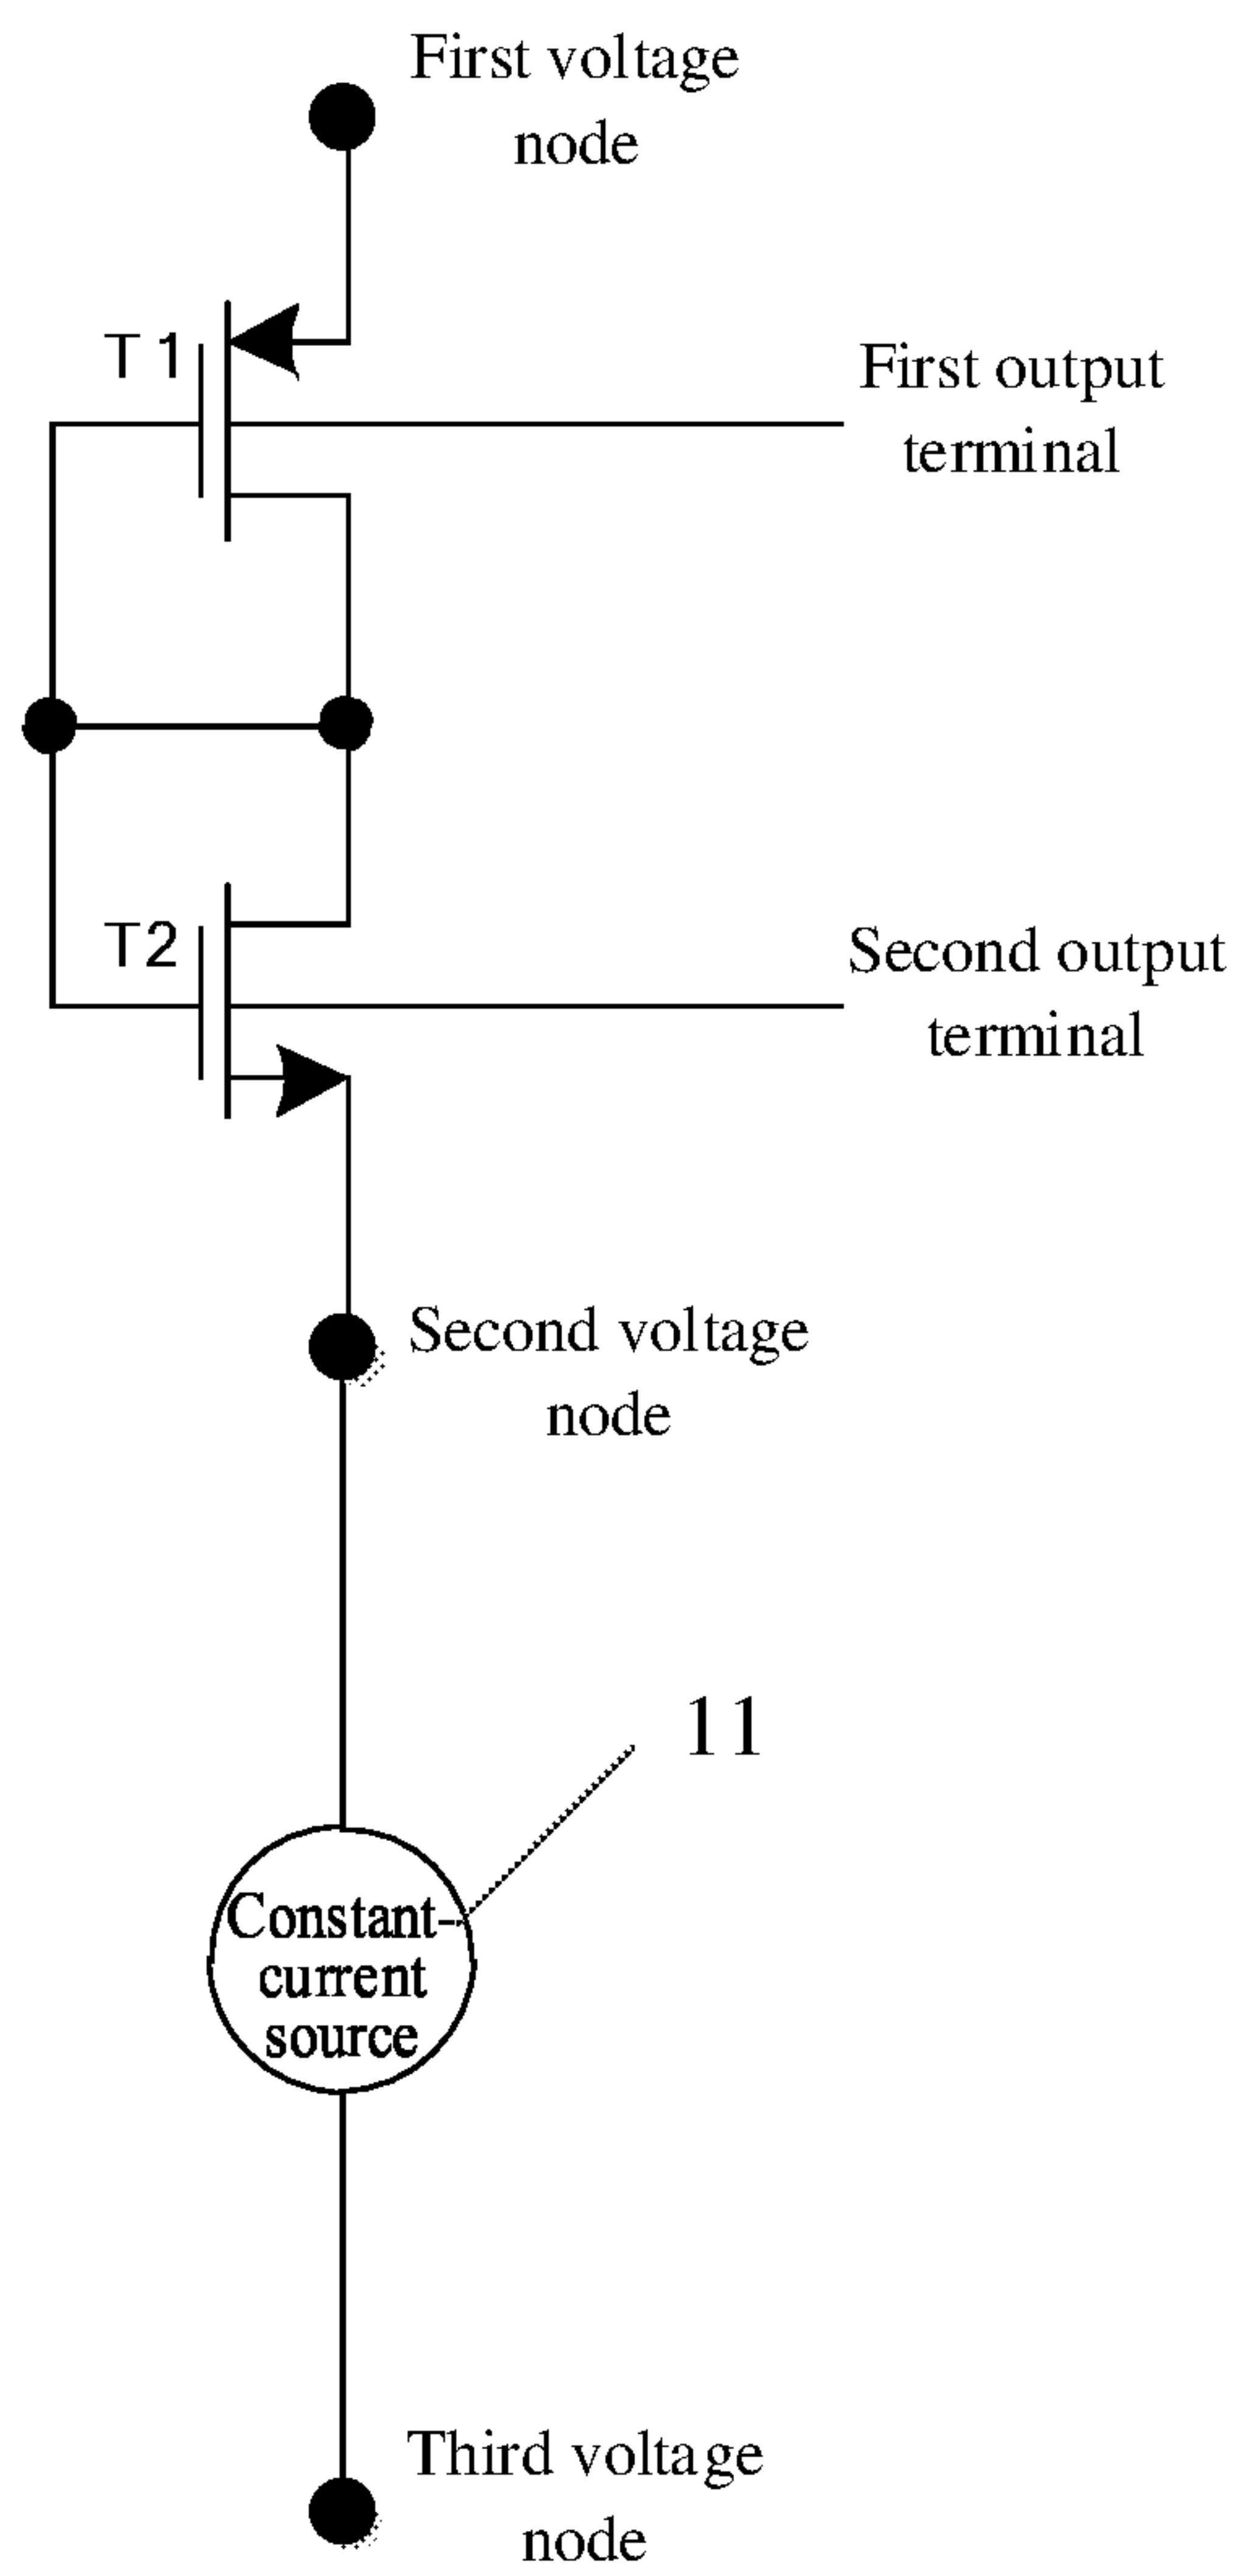 First voltage
node
T 1
First output
terminal
T2
Second output
terminal
Second voltage
node
11
Constant-
current
source
Third voltage
node